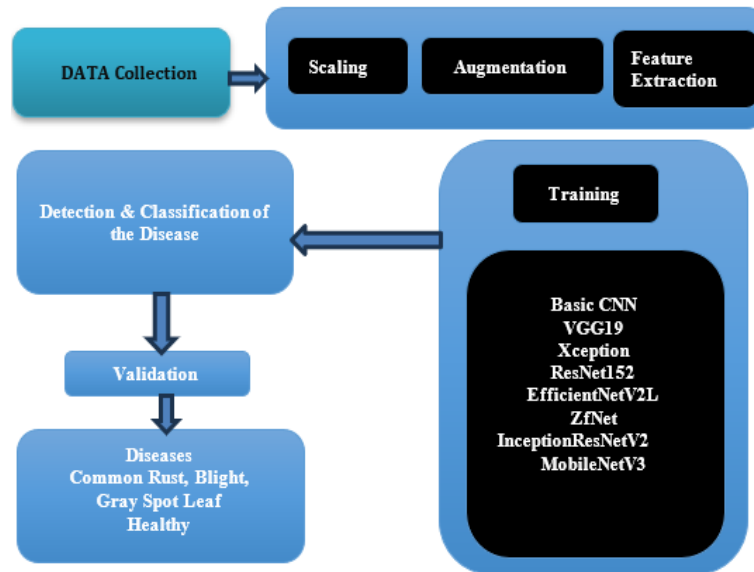 DATA Collection
Scaling
Augmentation
Feature
Extraction
Training
Basic CNN
VGG19
Xception
ResNet152
EfficientNetV2L
ZfNet
InceptionResNetV2
MobileNetV3
Detection & Classification of
the Disease
Validation
Diseases
Common Rust, Blight,
Gray Spot Leaf
Healthy